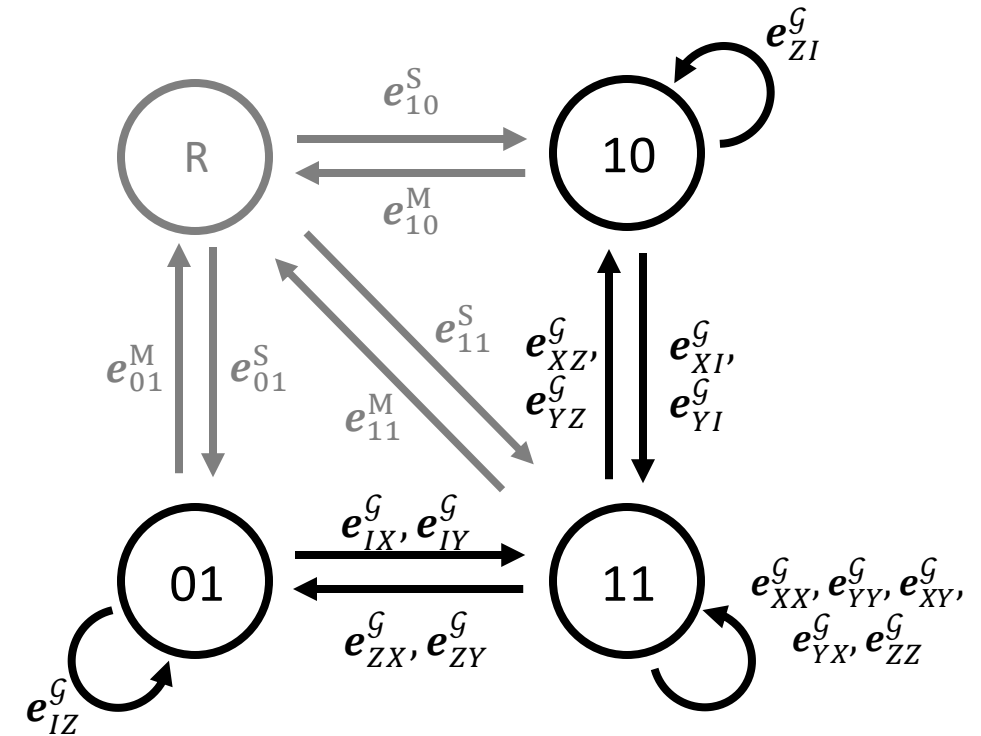 e^𝒢_ZI
e^S_10
R
10
e^M_10
e^S_11
e^𝒢_XZ,
e^𝒢_YZ
e^𝒢_XI,
e^𝒢_YI
e^M_01
e^S_01
e^M_11
e^𝒢_IX, e^𝒢_IY
01
11
e^𝒢_XX, e^𝒢_YY, e^𝒢_XY,
e^𝒢_YX, e^𝒢_ZZ
e^𝒢_ZX, e^𝒢_ZY
e^𝒢_IZ